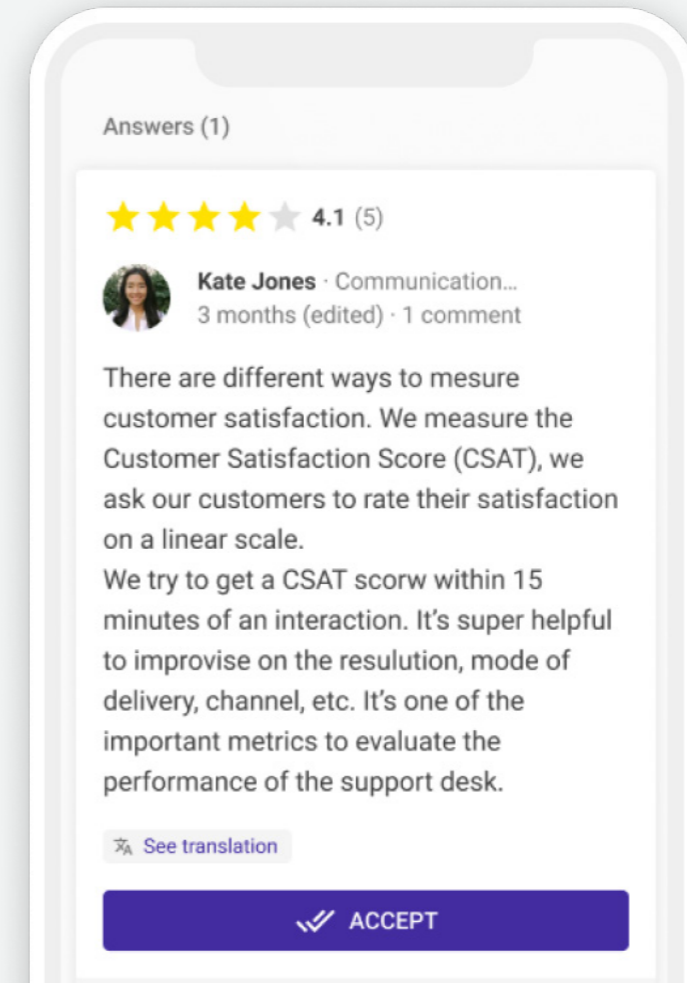 Answers (1)
4.1 (5)
Kate Jones · Communication...
3 months (edited) · 1 comment
There are different ways to mesure
customer satisfaction. We measure the
Customer Satisfaction Score (CSAT), we
ask our customers to rate their satisfaction
on a linear scale.
We try to get a CSAT scorw within 15
minutes of an interaction. It’s super helpful
to improvise on the resulution, mode of
delivery, channel, etc. It’s one of the
important metrics to evaluate the
performance of the support desk.
See translation
ACCEPT